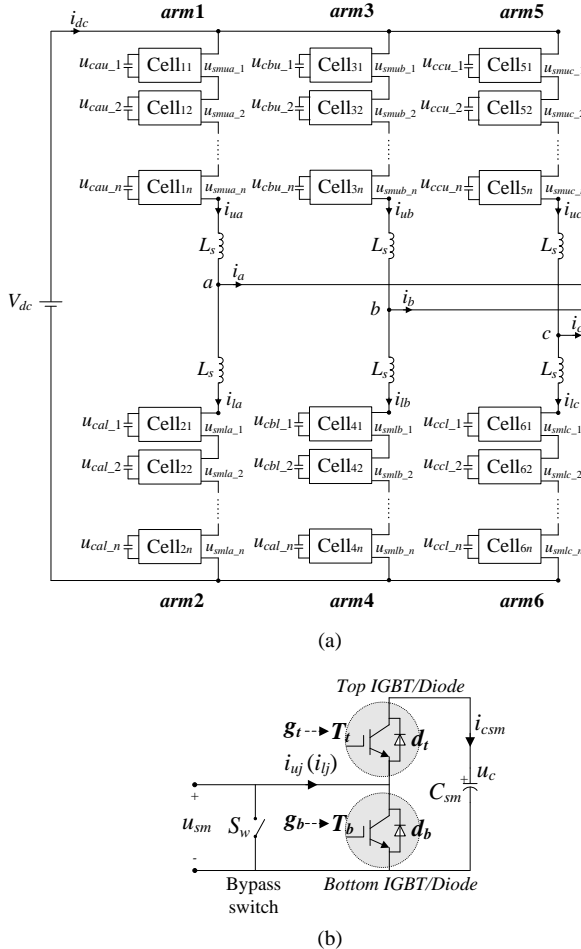 arm1 arm3 arm5
i_dc
u_cau_1 Cell11 u_smua_1 u_cbu_1 Cell31 u_smub_1 u_ccu_1 Cell51 u_smuc_1
u_cau_2 Cell12 u_smua_2 u_cbu_2 Cell32 u_smub_2 u_ccu_2 Cell52 u_smuc_2
u_cau_n Cell1n u_smua_n u_cbu_n Cell3n u_smub_n u_ccu_n Cell5n
i_ua i_ub i_uc
L_s L_s L_s
a i_a
V_dc b i_b
c i_c
L_s L_s L_s
i_la i_lb i_lc
u_cal_1 Cell21 u_smla_1 u_cbl_1 Cell41 u_smlb_1 u_ccl_1 Cell61 u_smlc_1
u_cal_2 Cell22 u_smla_2 u_cbl_2 Cell42 u_smlb_2 u_ccl_2 Cell62 u_smlc_2
u_cal_n Cell2n u_smla_n u_cal_n Cell4n u_smlb_n u_ccl_n Cell6n u_smlc_n
arm2 arm4 arm6
(a)
Top IGBT/Diode
g_t T_t d_t i_csm
i_uj (i_lj) + u_c
C_sm
+
u_sm S_w g_b T_b d_b
-
Bypass switch
Bottom IGBT/Diode
(b)